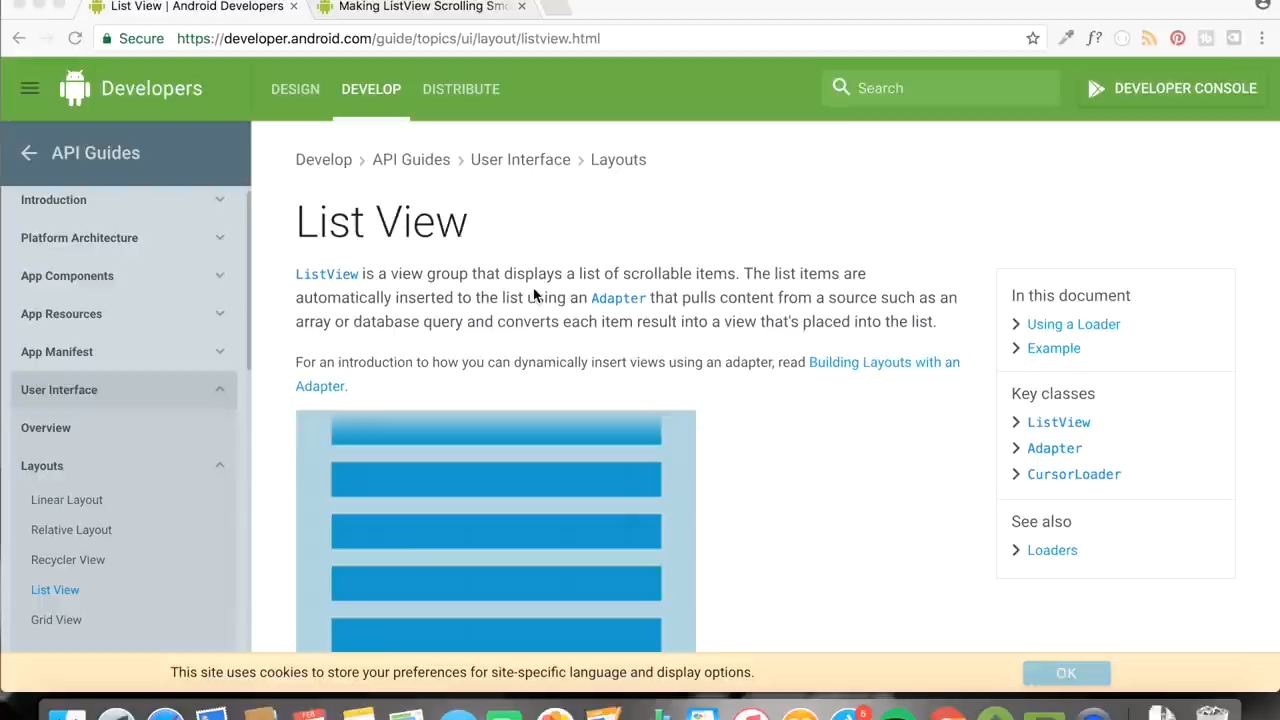 List View | Android Developers
Making ListView Scrolling Smo
Secure
https://developer.android.com/guide/topics/ui/layout/listview.html
f?
Developers
DESIGN
DEVELOP
DISTRIBUTE
Search
DEVELOPER CONSOLE
API Guides
Introduction
Platform Architecture
App Components
App Resources
App Manifest
User Interface
Overview
Layouts
Linear Layout
Relative Layout
Recycler View
List View
Grid View
Develop > API Guides > User Interface > Layouts
List View
ListView is a view group that displays a list of scrollable items. The list items are
automatically inserted to the list using an Adapter that pulls content from a source such as an
array or database query and converts each item result into a view that's placed into the list.
For an introduction to how you can dynamically insert views using an adapter, read Building Layouts with an
Adapter.
In this document
Using a Loader
Example
Key classes
ListView
Adapter
CursorLoader
See also
Loaders
This site uses cookies to store your preferences for site-specific language and display options.
OK
FEB
6